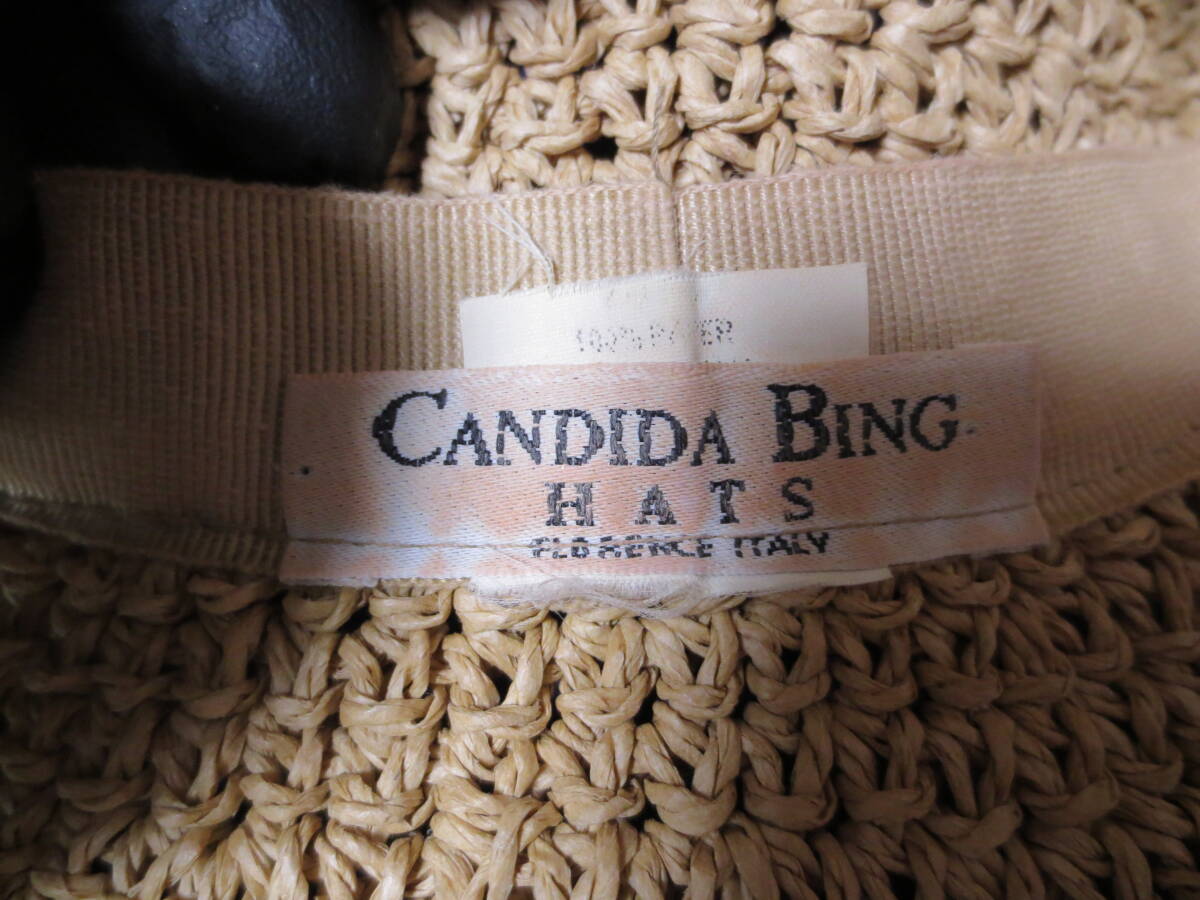 100% PAPER
CANDIDA BING
HATS
FLORENCE ITALY